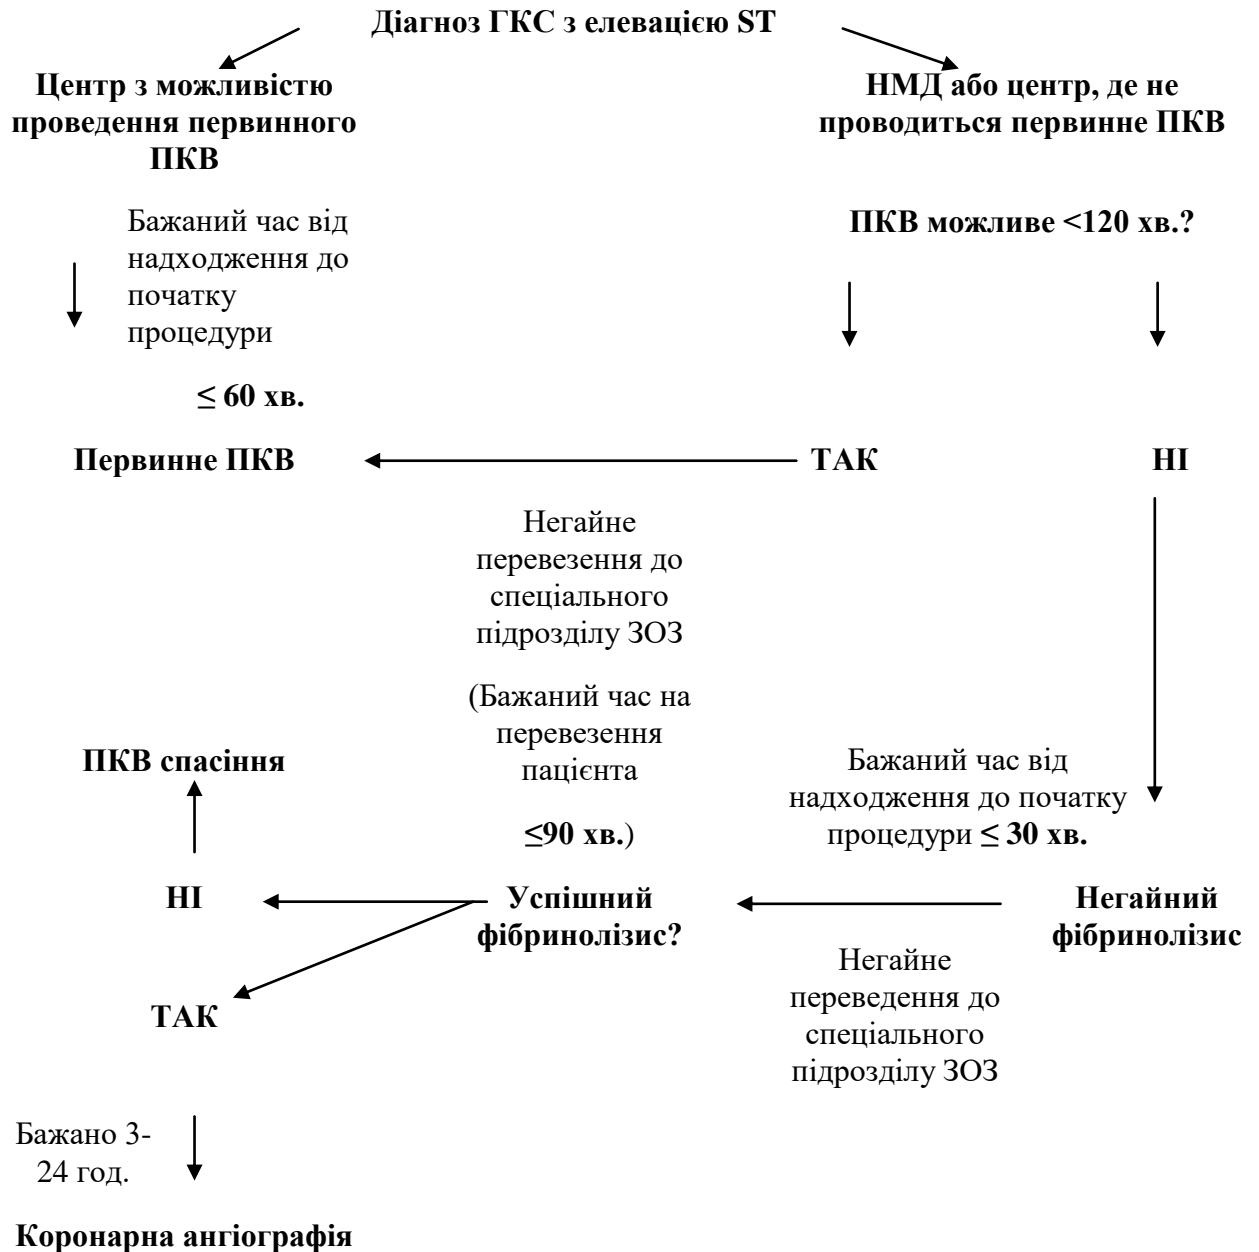 Діагноз ГКС з елевацією ST
Центр з можливістю
проведення первинного
ПКВ
НМД або центр, де не
проводиться первинне ПКВ
Бажаний час від
надходження до
початку
процедури
≤ 60 хв.
ПКВ можливе <120 хв.?
Первинне ПКВ
ТАК
НІ
Негайне
перевезення до
спеціального
підрозділу ЗОЗ
(Бажаний час на
перевезення
пацієнта
≤90 хв.)
ПКВ спасіння
Бажаний час від
надходження до початку
процедури ≤ 30 хв.
НІ
Успішний
фібринолізис?
Негайний
фібринолізис
Негайне
переведення до
спеціального
підрозділу ЗОЗ
ТАК
Бажано 3-
24 год.
Коронарна ангіографія